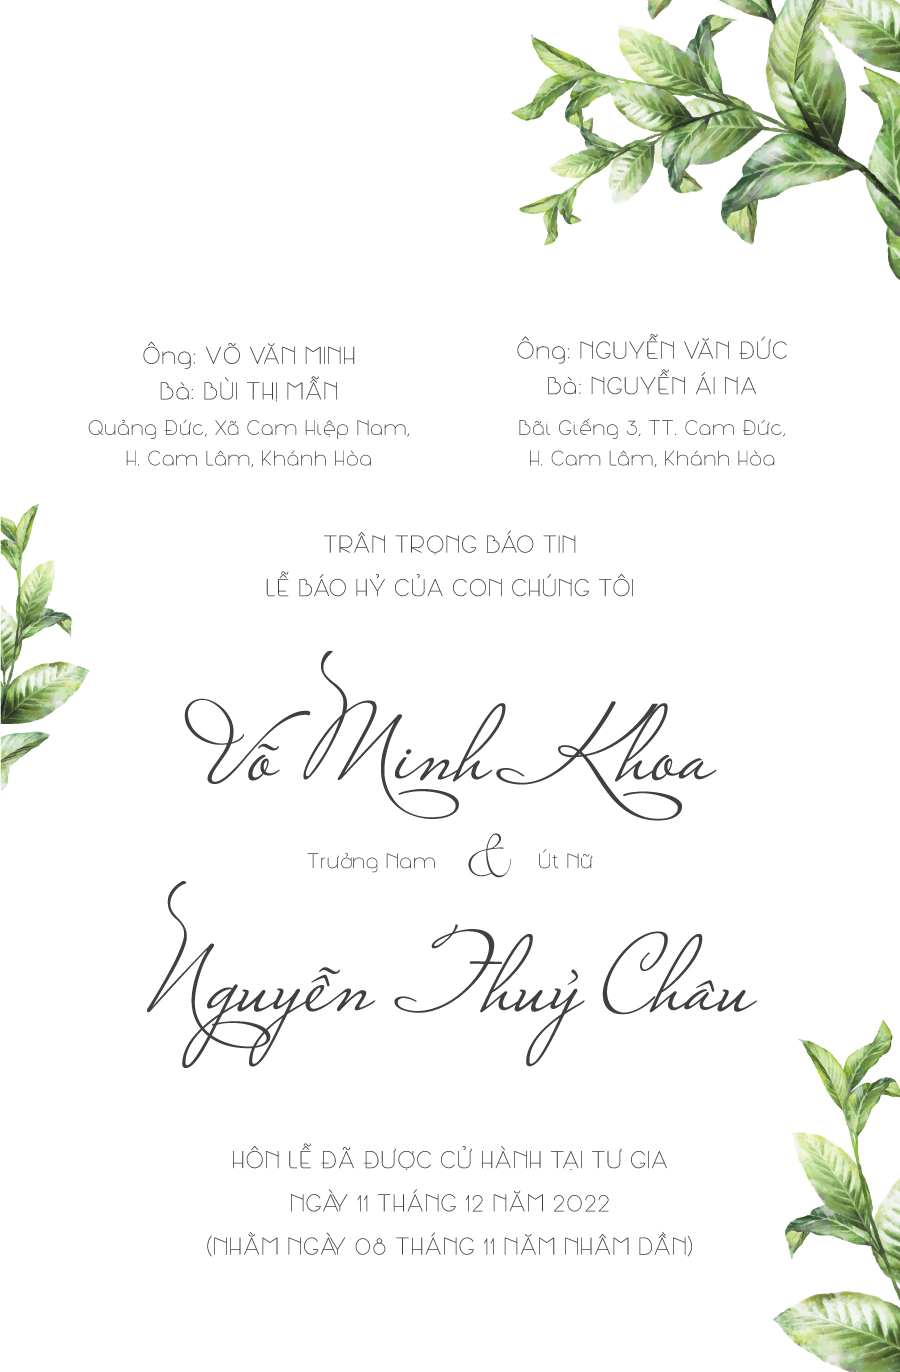 Ông: VÕ VĂN MINH
Bà: BÙI THỊ MẪN
Quảng Đức, Xã Cam Hiệp Nam,
H. Cam Lâm, Khánh Hòa
Ông: NGUYỄN VĂN ĐỨC
Bà: NGUYỄN ÁI NA
Bãi Giếng 3, TT. Cam Đức,
H. Cam Lâm, Khánh Hòa
TRÂN TRỌNG BÁO TIN
LỄ BÁO HỶ CỦA CON CHÚNG TÔI
Võ Minh Khoa
Trưởng Nam & Út Nữ
Nguyễn Thuỷ Châu
HÔN LỄ ĐÃ ĐƯỢC CỬ HÀNH TẠI TƯ GIA
NGÀY 11 THÁNG 12 NĂM 2022
(NHẰM NGÀY 08 THÁNG 11 NĂM NHÂM DẦN)